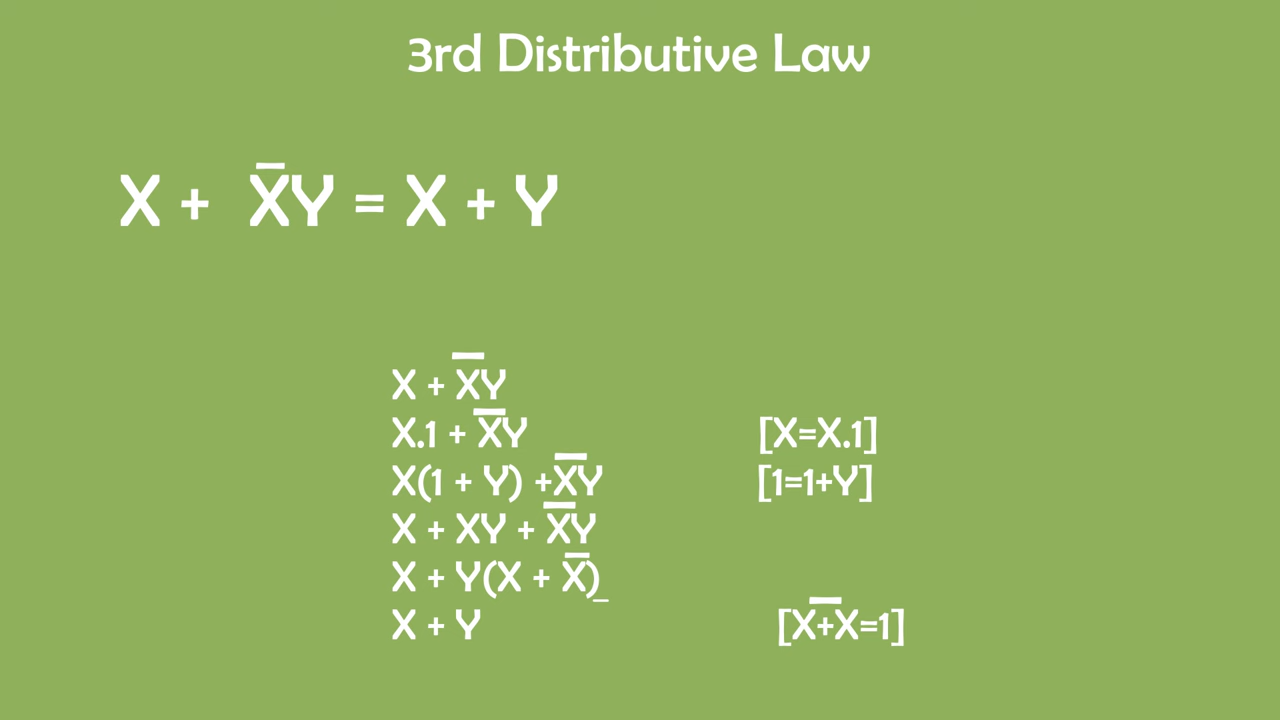 3rd Distributive Law
X + X̅Y = X + Y
X + X̅Y
X.1 + X̅Y [X=X.1]
X(1 + Y) +X̅Y [1=1+Y]
X + XY + X̅Y
X + Y(X + X̅)_
X + Y [X̅+̅X=1]